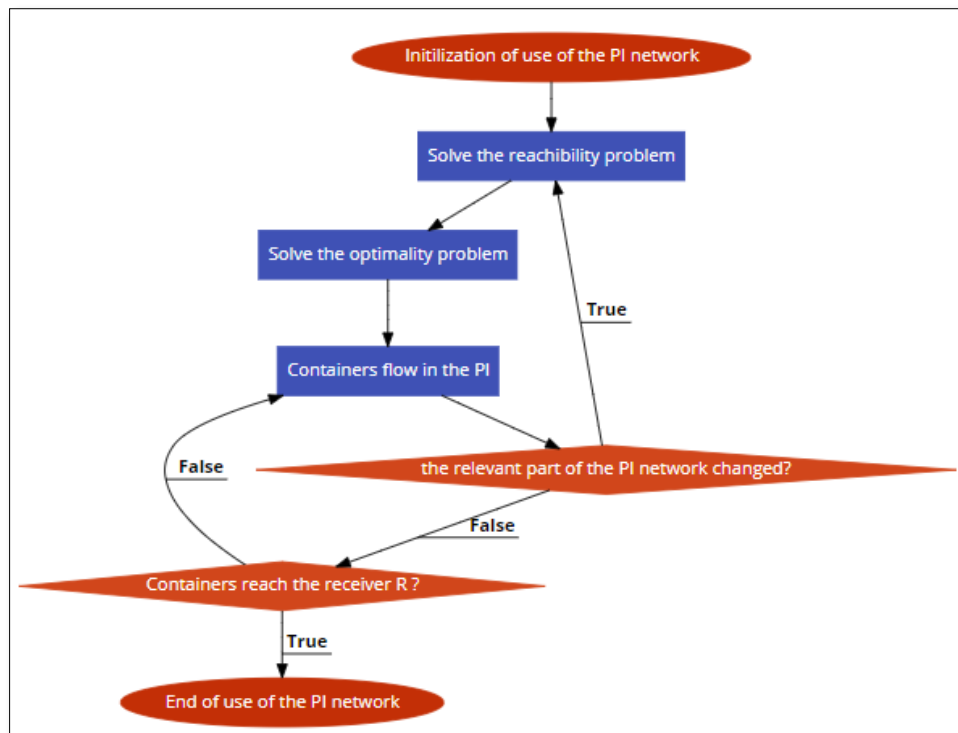 Initilization of use of the PI network
Solve the reachibility problem
Solve the optimality problem
True
Containers flow in the PI
False
the relevant part of the PI network changed?
False
Containers reach the receiver R ?
True
End of use of the PI network